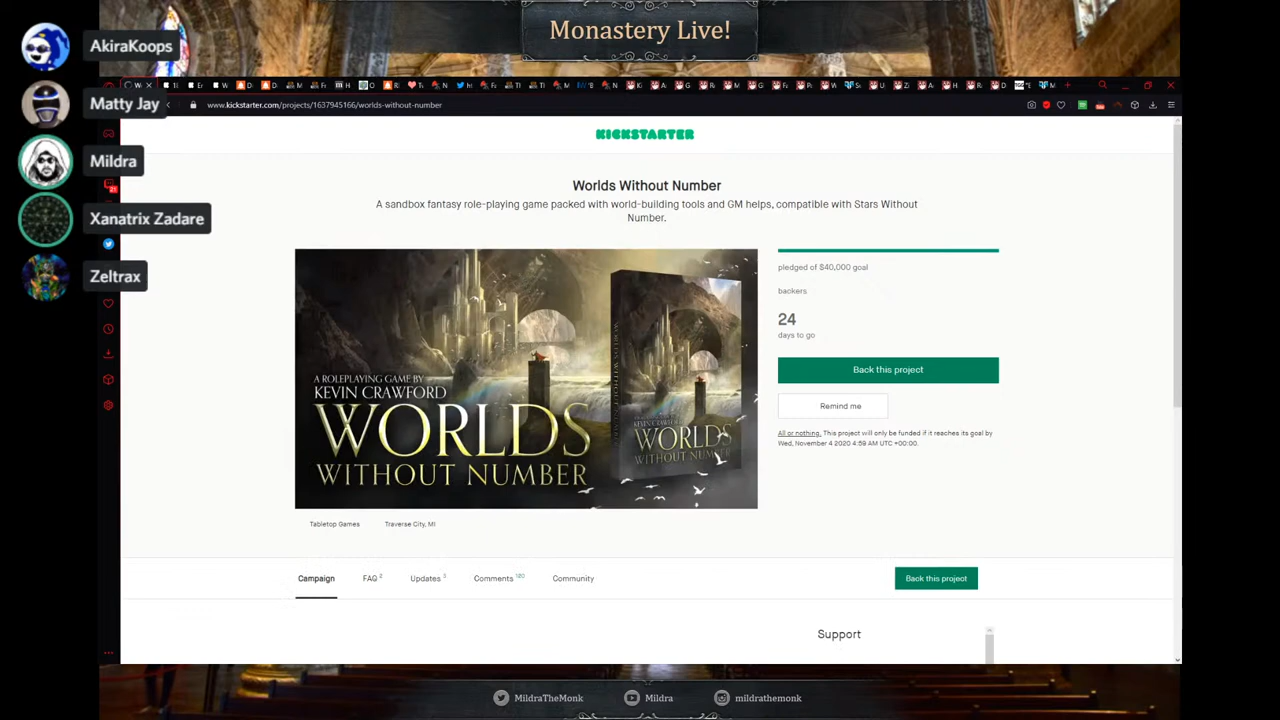 Monastery Live!
AkiraKoops
Matty Jay
Mildra
Xanatrix Zadare
Zeltrax
www.kickstarter.com/projects/1637945166/worlds-without-number
KICKSTARTER
Worlds Without Number
A sandbox fantasy role-playing game packed with world-building tools and GM helps, compatible with Stars Without
Number.
A ROLEPLAYING GAME BY
KEVIN CRAWFORD
WORLDS
WITHOUT NUMBER
WORLDS
WITHOUT NUMBER
pledged of $40,000 goal
backers
24
days to go
Back this project
Remind me
All or nothing. This project will only be funded if it reaches its goal by
Wed, November 4 2020 4:59 AM UTC +00:00.
Tabletop Games
Traverse City, MI
Campaign
FAQ 2
Updates
Comments
Community
Back this project
Support
MildraTheMonk
Mildra
mildrathemonk